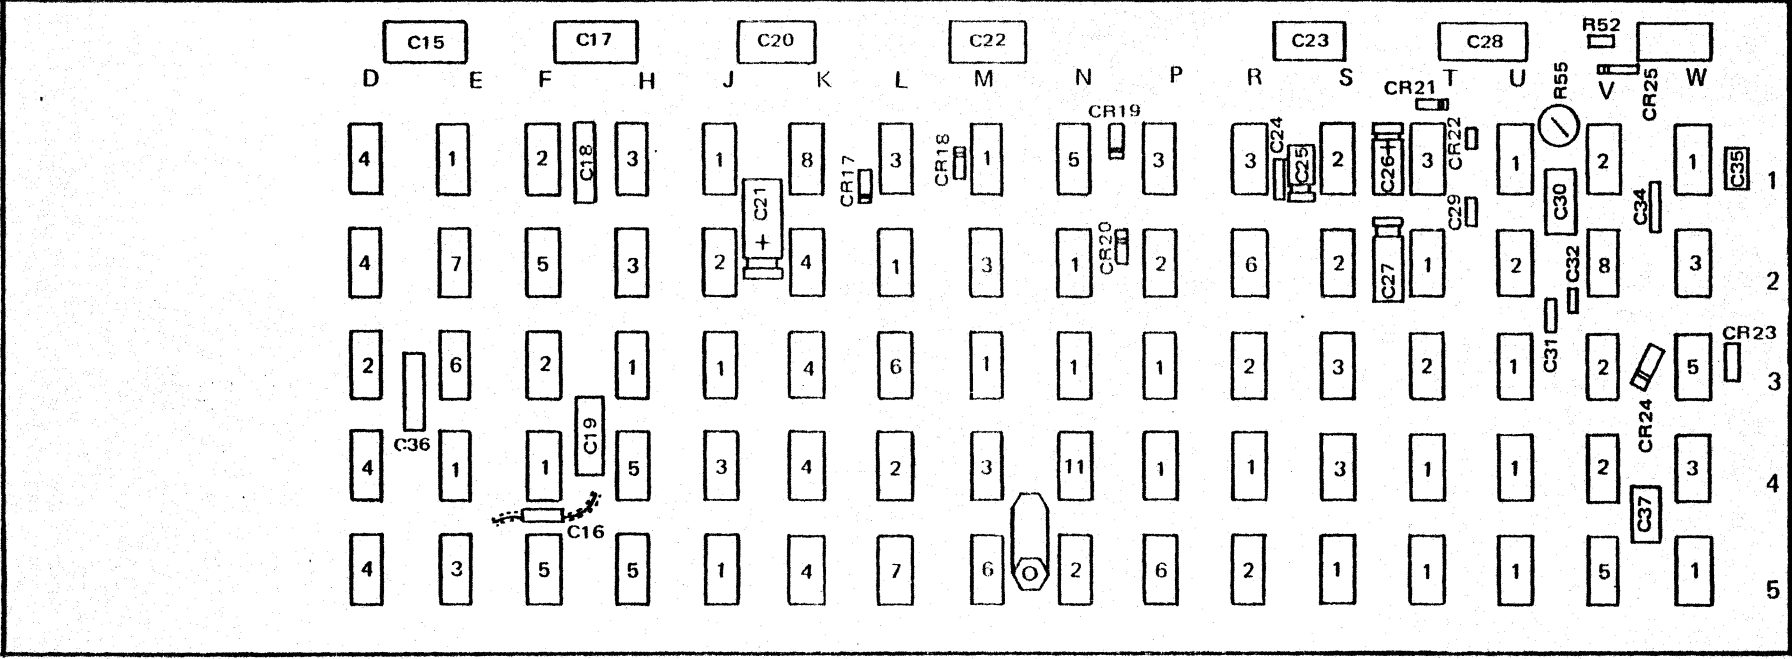 C15 C17 C20 C22 C23 C28 R52
D E F H J K L M N P R S T U V W
CR21 R55 CR25
CR19
4 1 2 C18 3 1 8 CR17 3 CR18 1 5 3 3 C24 C25 2 C26+ 3 CR22 1 2 1 C35 1
C21 + C29 C30 C34
4 7 5 3 2 4 1 3 1 CR20 2 6 2 C27 1 2 C32 8 3 2
2 6 2 1 1 4 6 1 1 1 2 3 2 1 C31 2 5 CR23 3
C36 C19 CR24
4 1 1 5 3 4 2 3 11 1 1 3 1 1 2 3 4
C16 C37
4 3 5 5 1 4 7 6 2 6 2 1 1 1 5 1 5